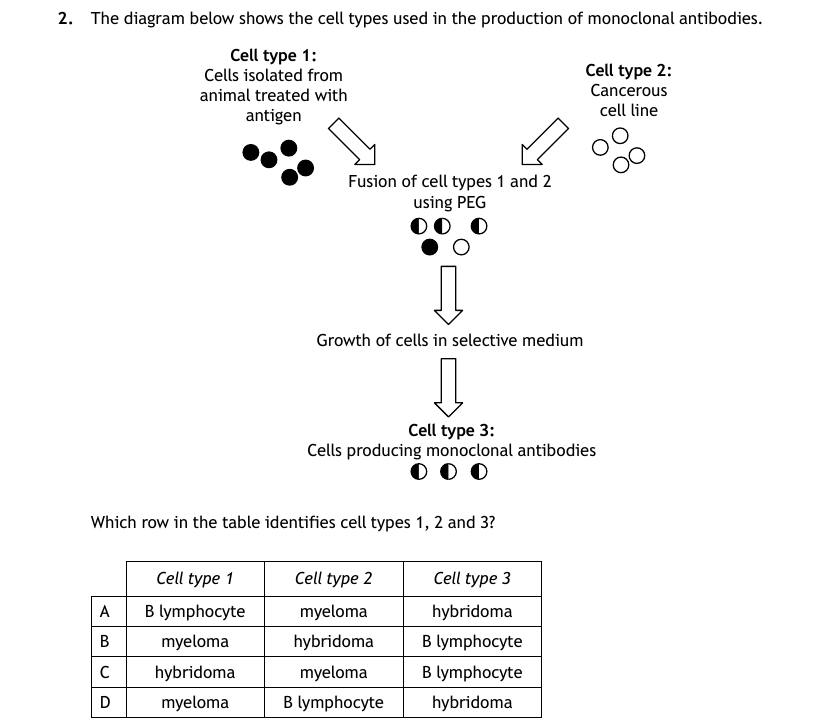 2. The diagram below shows the cell types used in the production of monoclonal antibodies.
Cell type 1:
Cells isolated from
animal treated with
antigen
Cell type 2:
Cancerous
cell line
Fusion of cell types 1 and 2
using PEG
Growth of cells in selective medium
Cell type 3:
Cells producing monoclonal antibodies
Which row in the table identifies cell types 1, 2 and 3?
Cell type 1 Cell type 2 Cell type 3
A B lymphocyte myeloma hybridoma
B myeloma hybridoma B lymphocyte
C hybridoma myeloma B lymphocyte
D myeloma B lymphocyte hybridoma